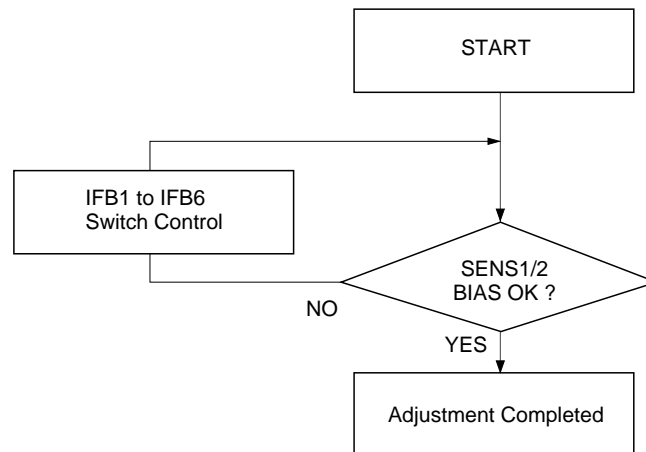 START
IFB1 to IFB6
Switch Control
SENS1/2
BIAS OK ?
NO
YES
Adjustment Completed